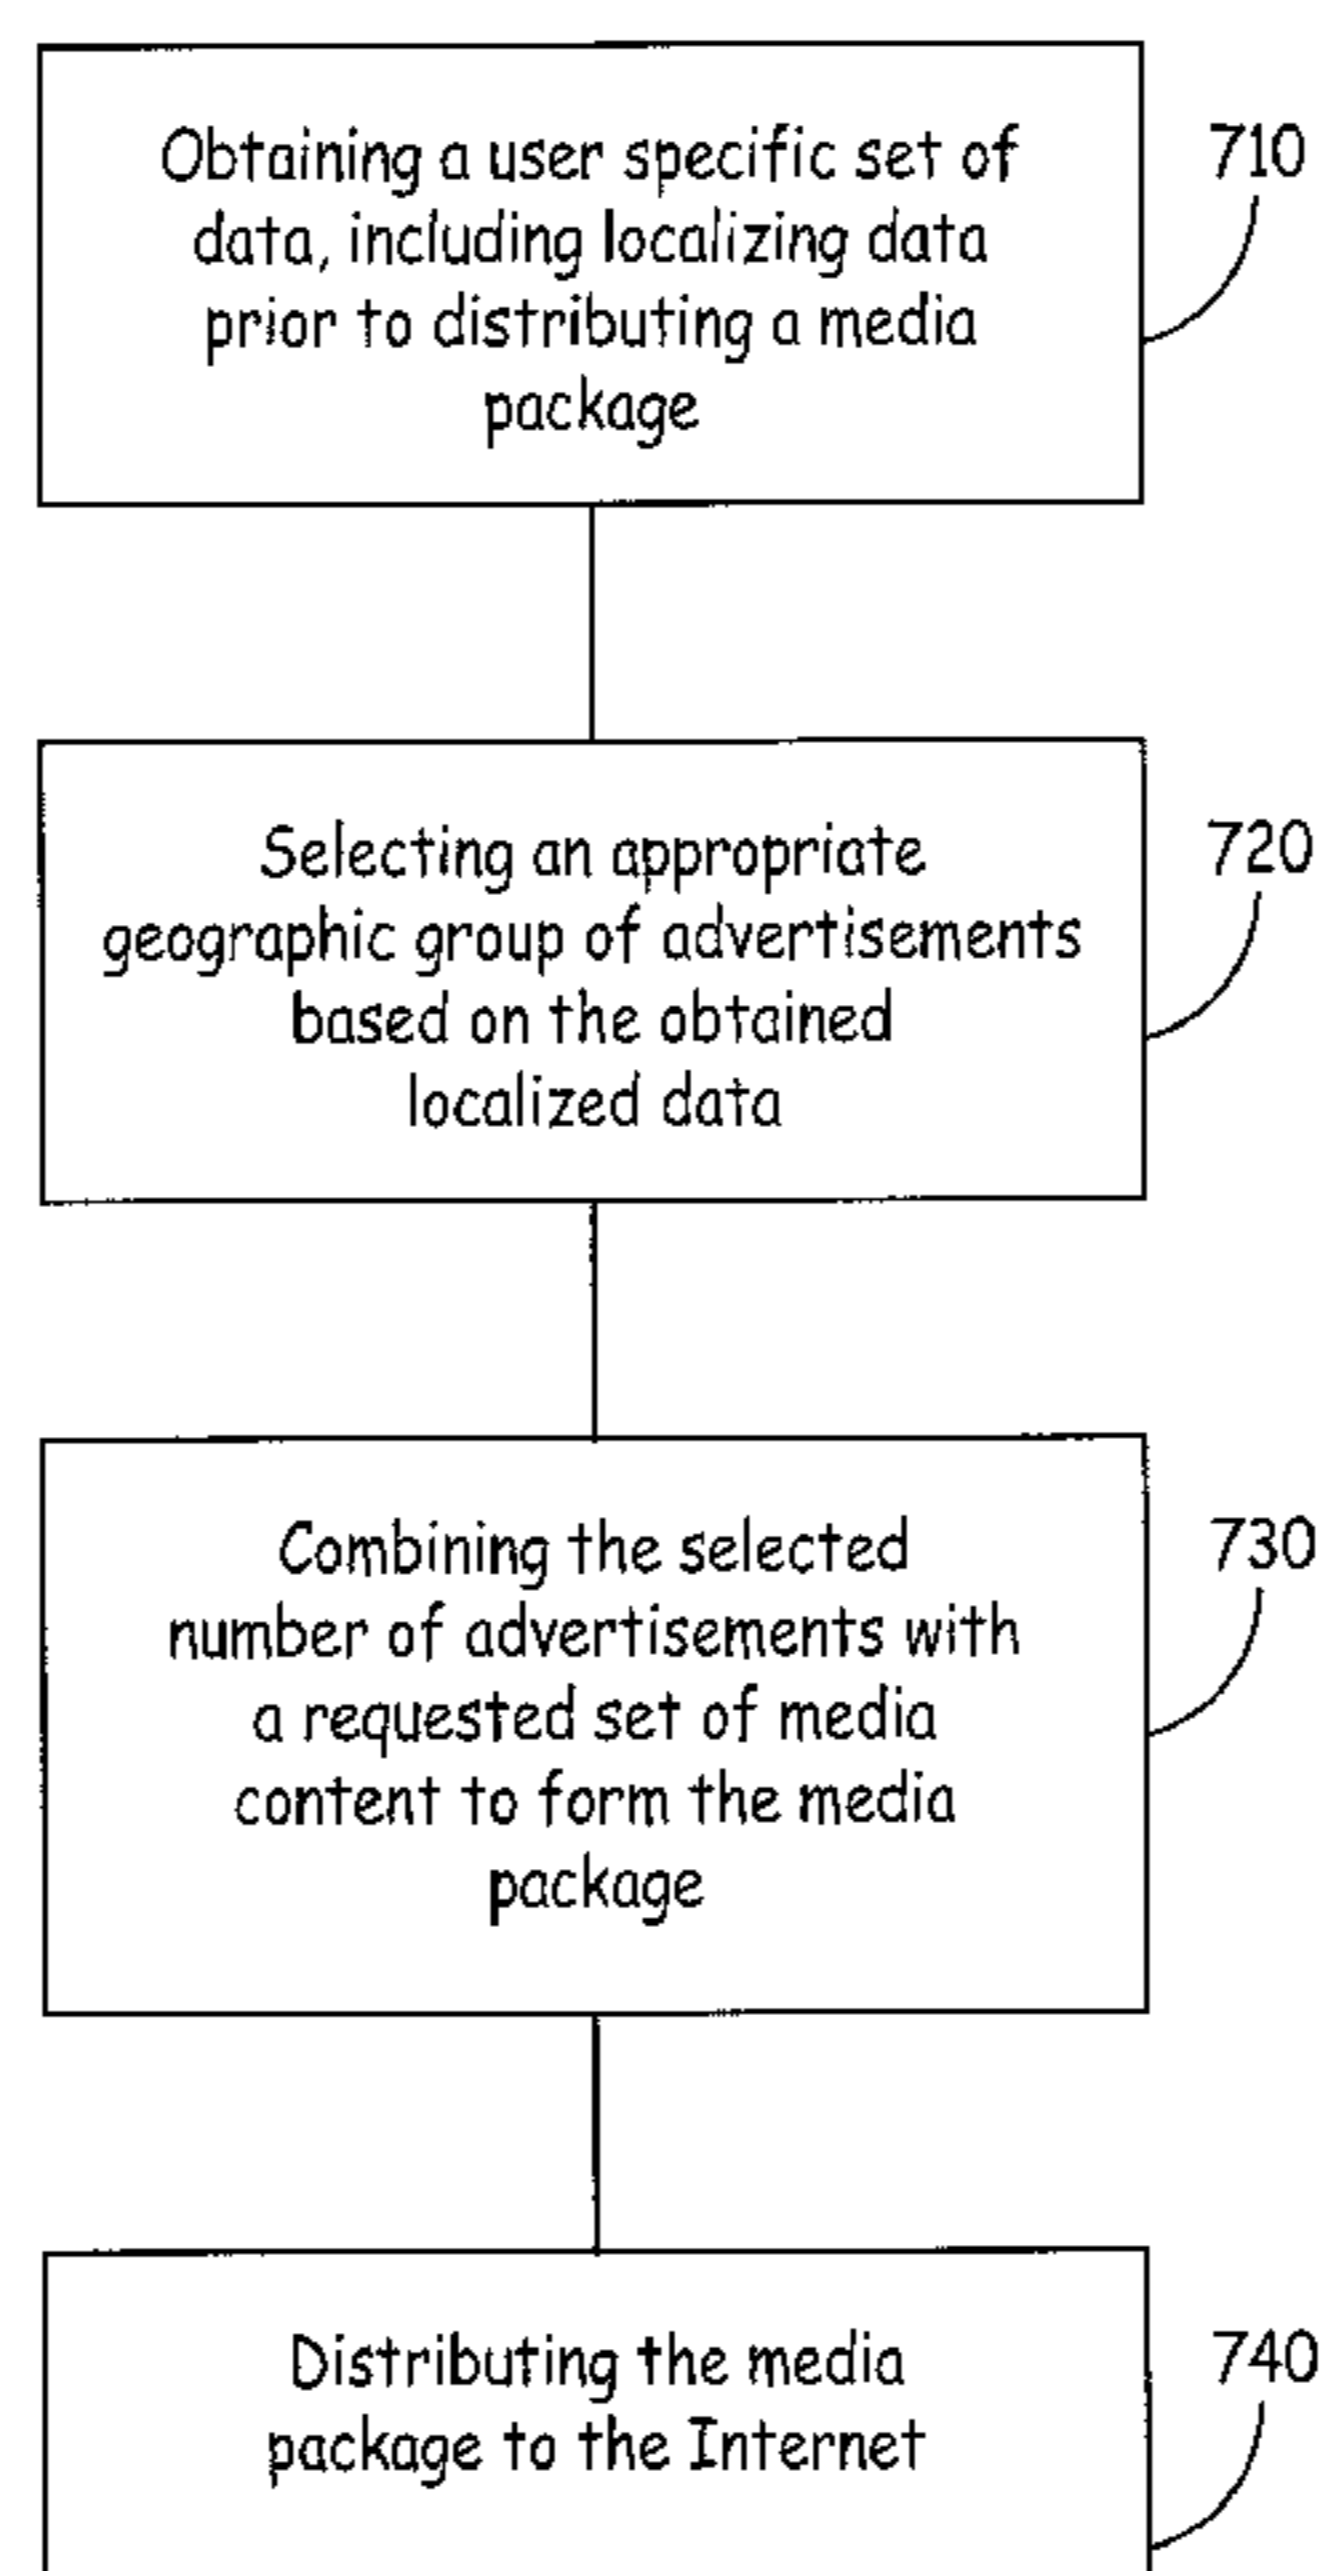 Obtaining a user specific set of
data, including localizing data
prior to distributing a media
package
710
Selecting an appropriate
geographic group of advertisements
based on the obtained
localized data
720
Combining the selected
number of advertisements with
a requested set of media
content to form the media
package
730
Distributing the media
package to the Internet
740